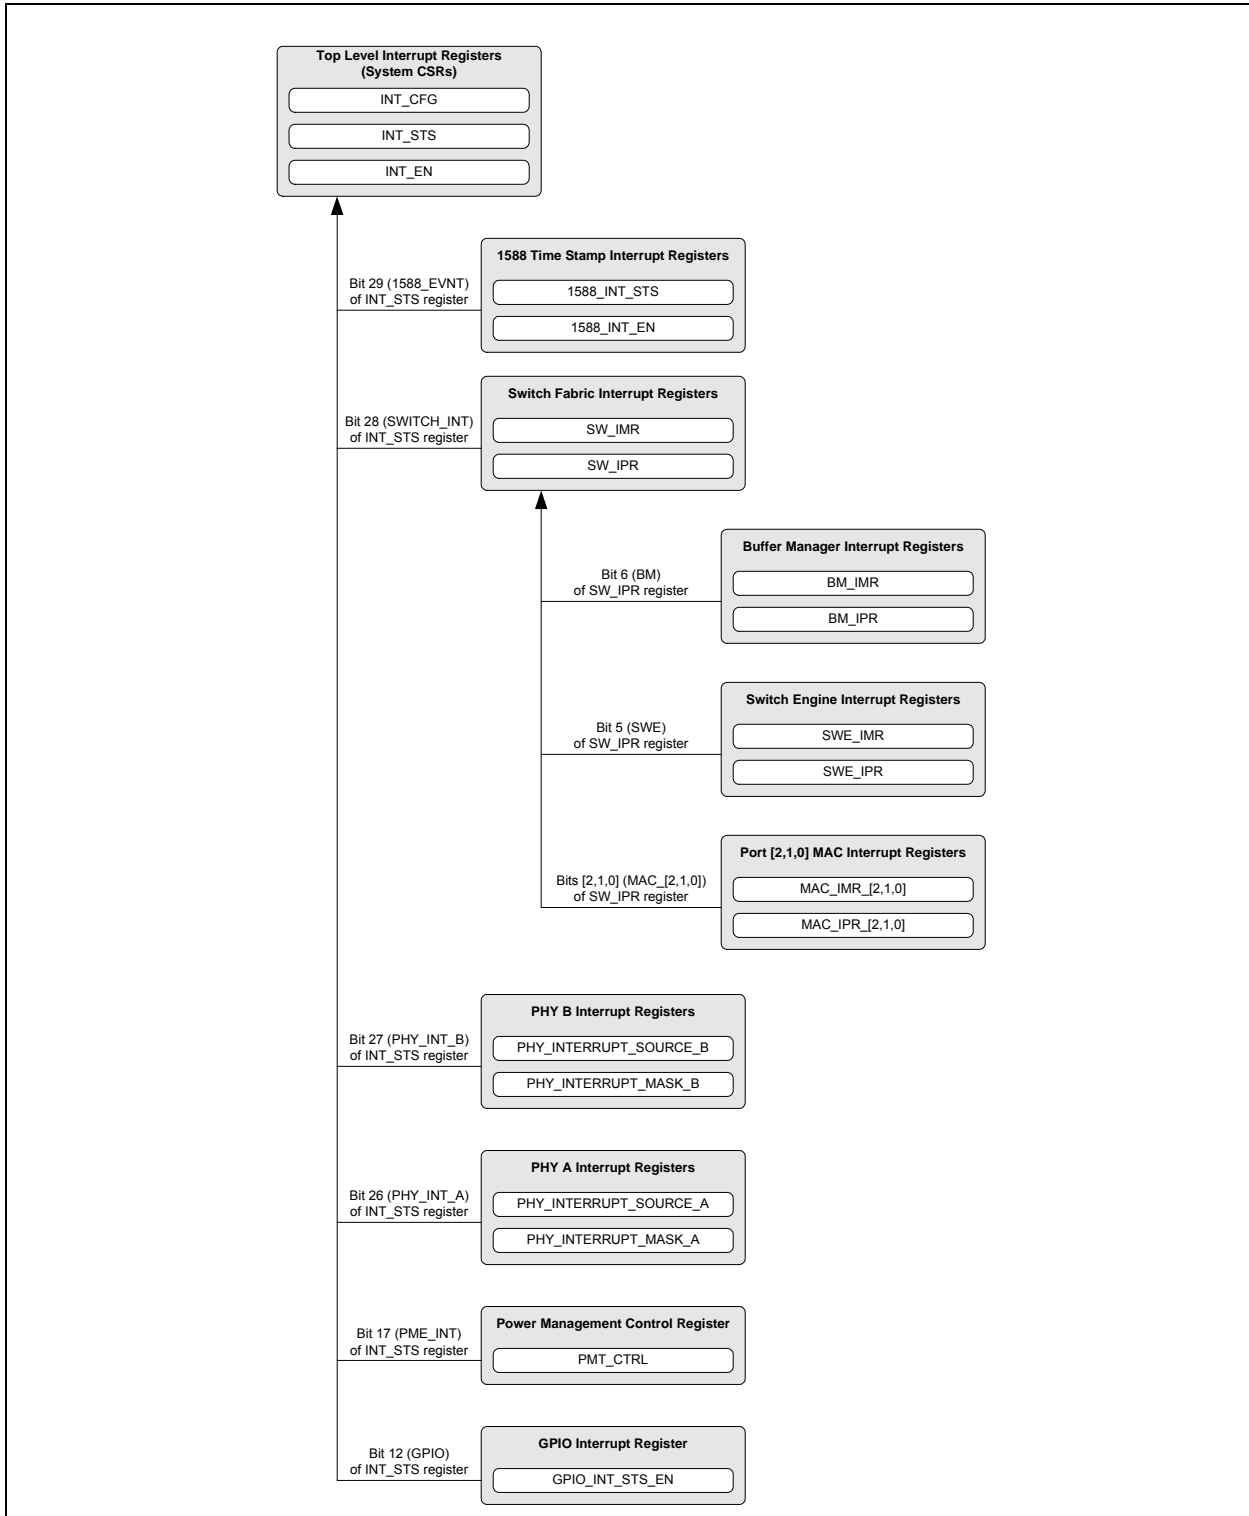 Top Level Interrupt Registers
(System CSRs)
INT_CFG
INT_STS
INT_EN
Bit 29 (1588_EVNT)
of INT_STS register
1588 Time Stamp Interrupt Registers
1588_INT_STS
1588_INT_EN
Bit 28 (SWITCH_INT)
of INT_STS register
Switch Fabric Interrupt Registers
SW_IMR
SW_IPR
Bit 6 (BM)
of SW_IPR register
Buffer Manager Interrupt Registers
BM_IMR
BM_IPR
Bit 5 (SWE)
of SW_IPR register
Switch Engine Interrupt Registers
SWE_IMR
SWE_IPR
Bits [2,1,0] (MAC_[2,1,0])
of SW_IPR register
Port [2,1,0] MAC Interrupt Registers
MAC_IMR_[2,1,0]
MAC_IPR_[2,1,0]
Bit 27 (PHY_INT_B)
of INT_STS register
PHY B Interrupt Registers
PHY_INTERRUPT_SOURCE_B
PHY_INTERRUPT_MASK_B
Bit 26 (PHY_INT_A)
of INT_STS register
PHY A Interrupt Registers
PHY_INTERRUPT_SOURCE_A
PHY_INTERRUPT_MASK_A
Bit 17 (PME_INT)
of INT_STS register
Power Management Control Register
PMT_CTRL
Bit 12 (GPIO)
of INT_STS register
GPIO Interrupt Register
GPIO_INT_STS_EN